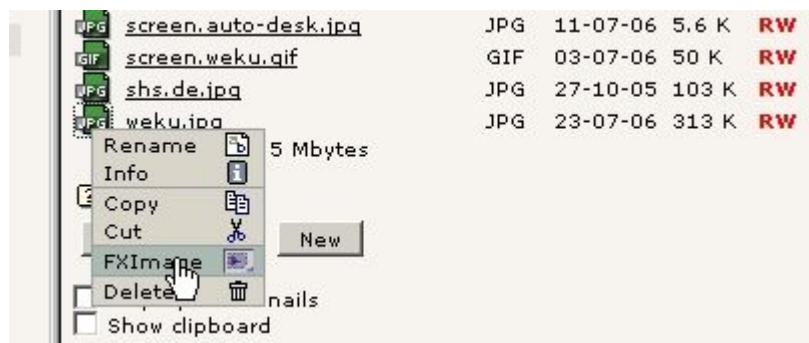 JPG screen.auto-desk.jpg JPG 11-07-06 5.6 K RW
GIF screen.weku.gif GIF 03-07-06 50 K RW
JPG shs.de.jpg JPG 27-10-05 103 K RW
JPG weku.jpg JPG 23-07-06 313 K RW
Rename 5 Mbytes
Info
Copy
Cut
New
FXImage
Delete nails
Show clipboard